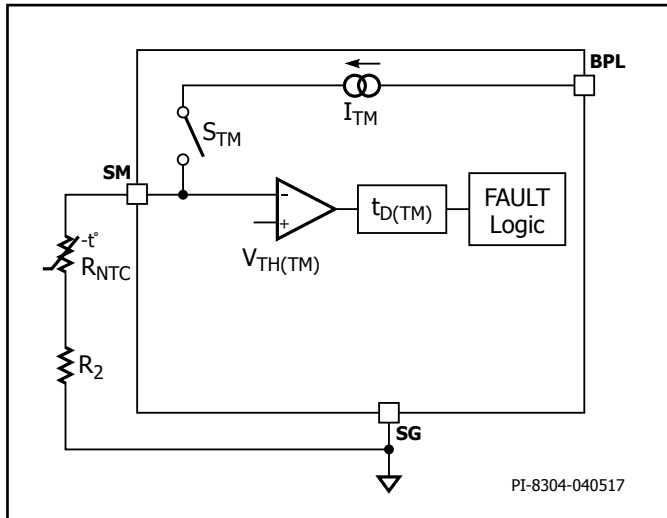 BPL
I_TM
S_TM
SM
-
+
t_D(TM)
FAULT
Logic
V_TH(TM)
-t°
R_NTC
R_2
SG
PI-8304-040517